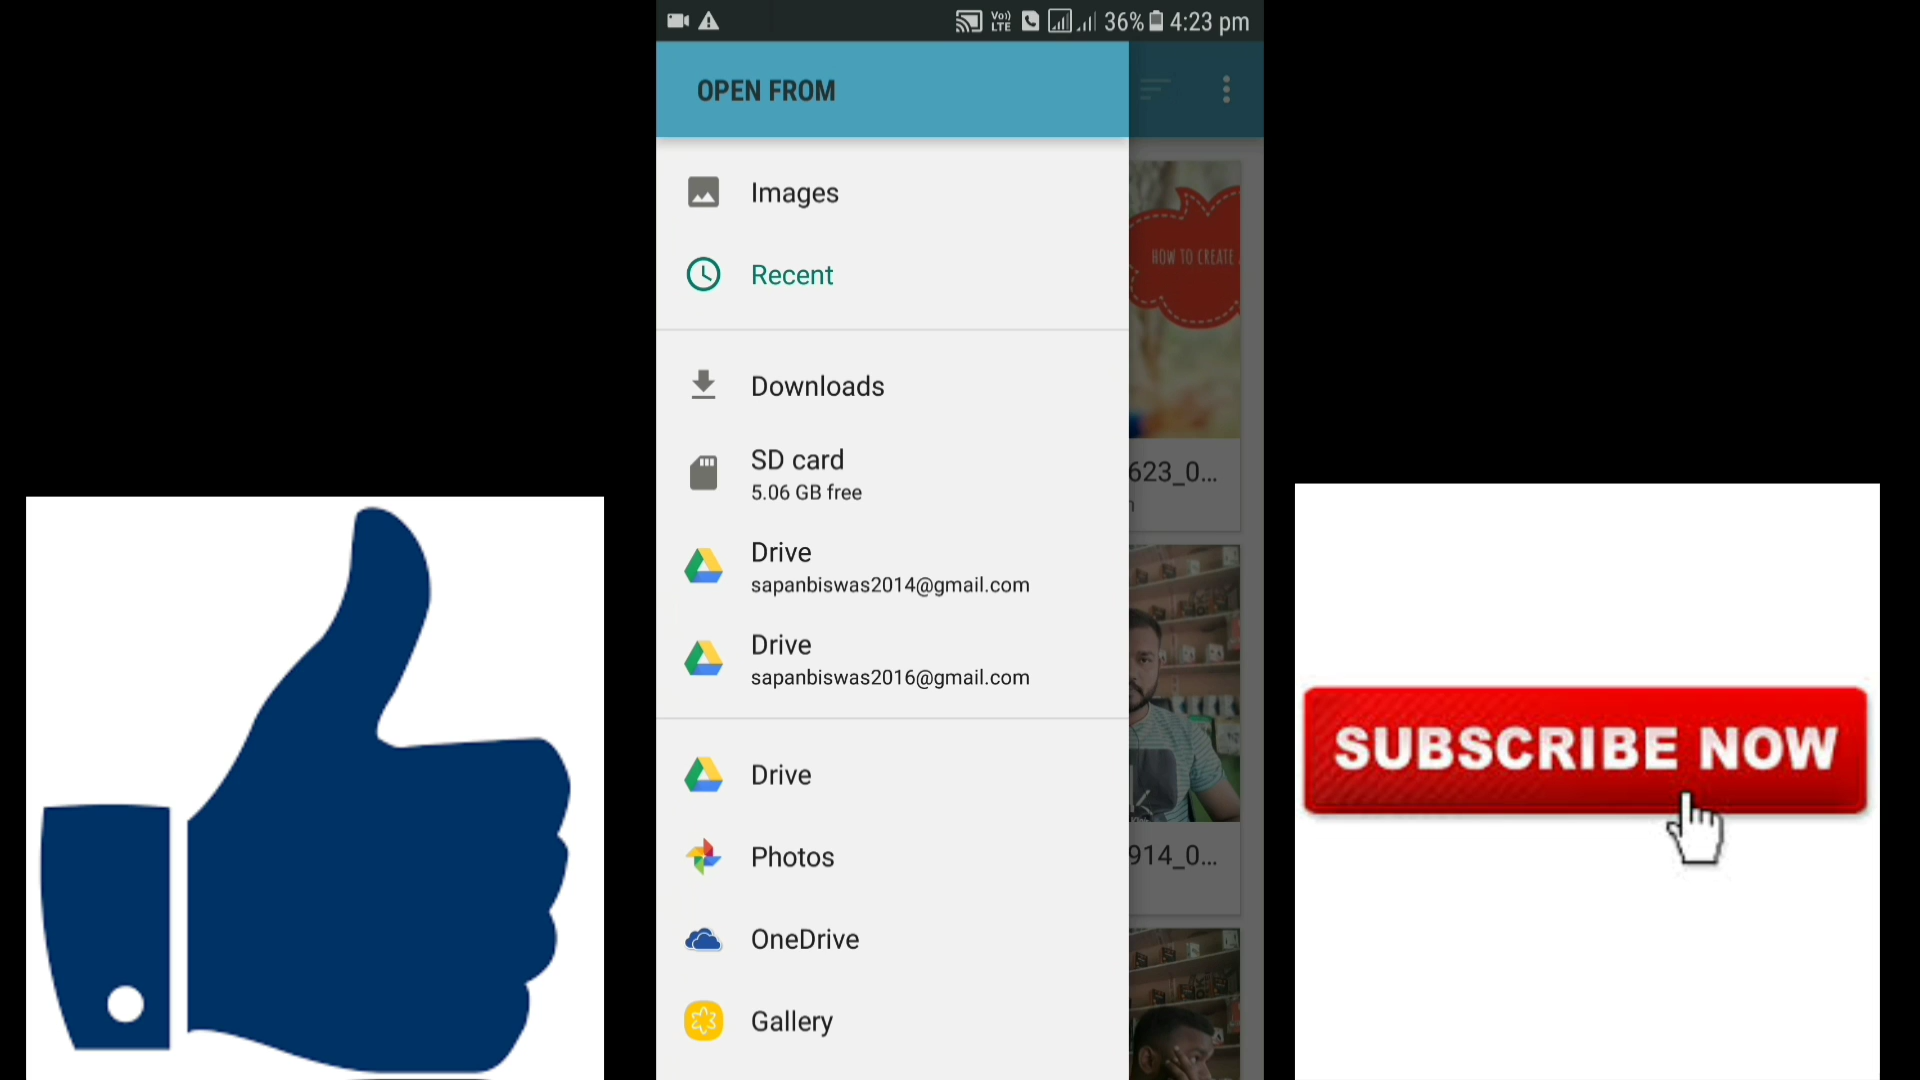 36% 4:23 pm
OPEN FROM
Images
Recent
Downloads
SD card
5.06 GB free
Drive
sapanbiswas2014@gmail.com
Drive
sapanbiswas2016@gmail.com
Drive
Photos
OneDrive
Gallery
HOW TO CREATE
623_0...
914_0...
SUBSCRIBE NOW